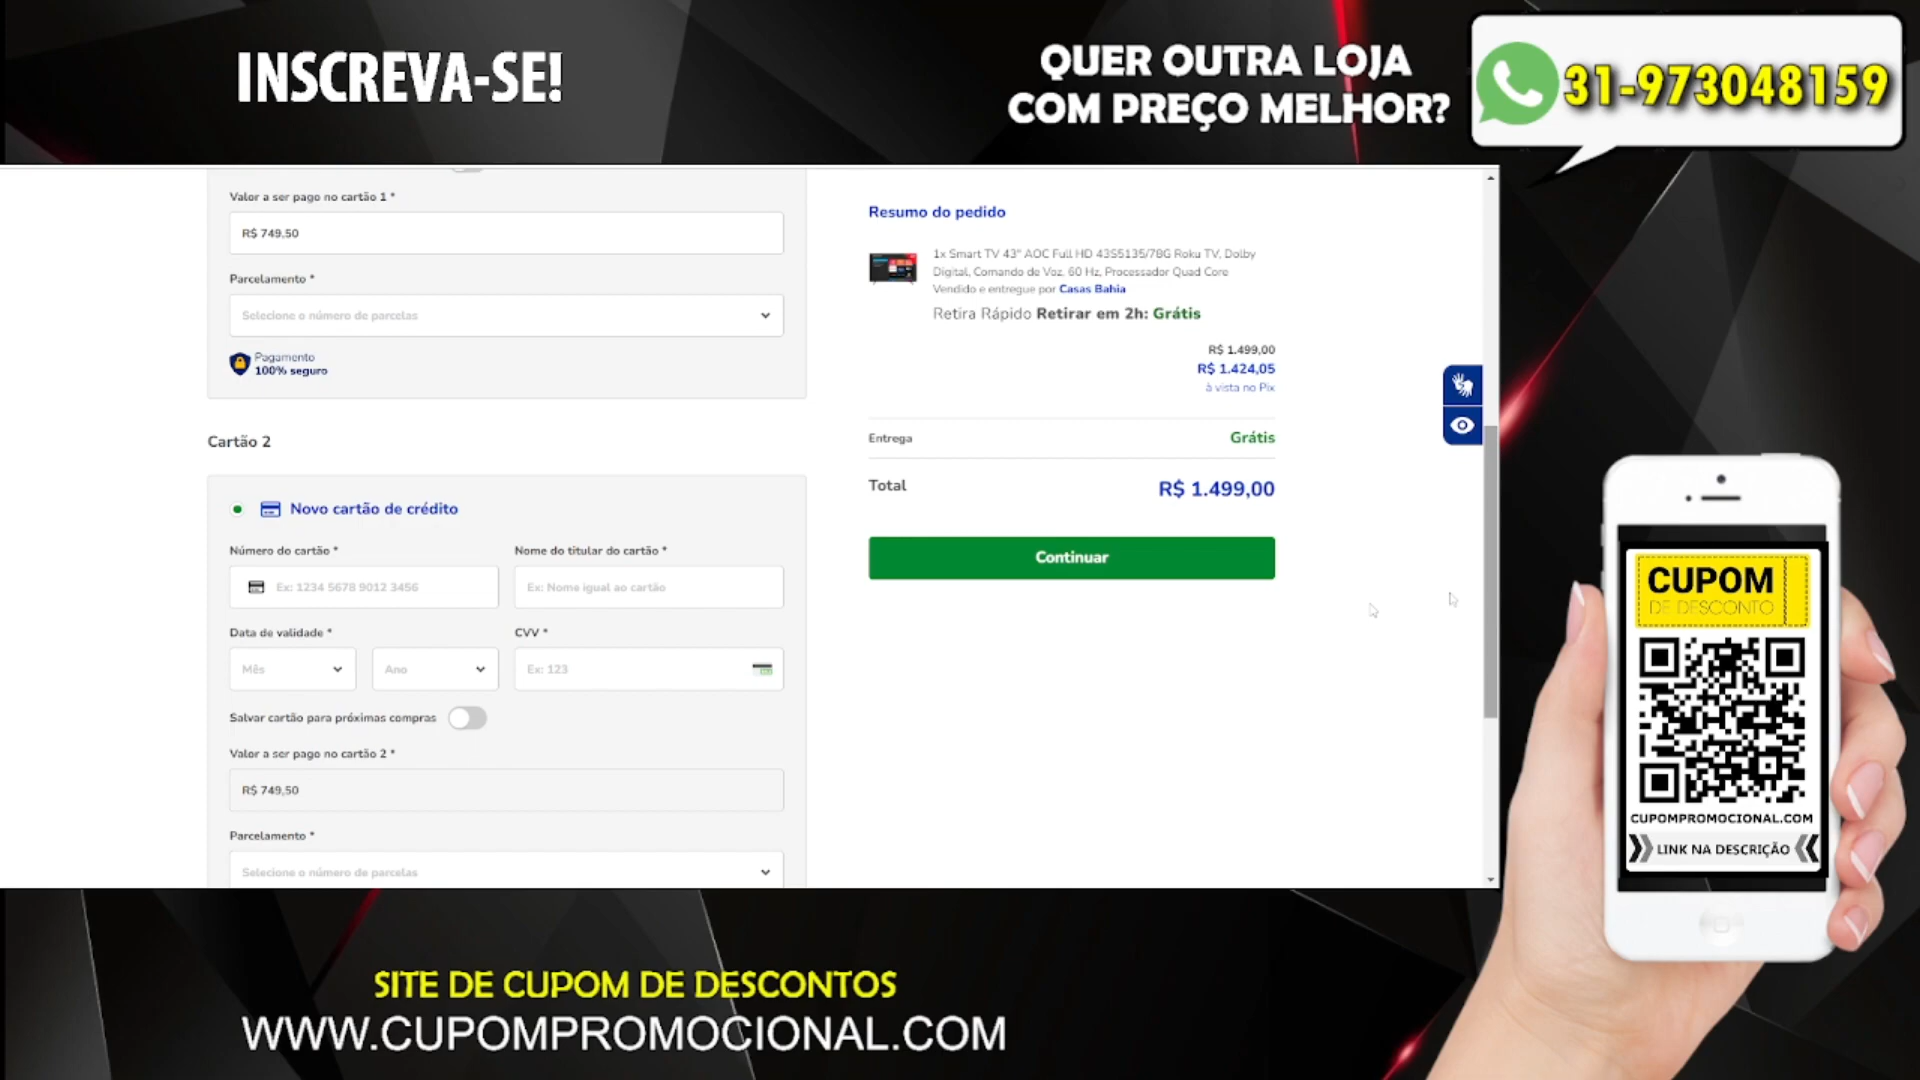 INSCREVA-SE!
QUER OUTRA LOJA
COM PREÇO MELHOR?
31-973048159
Valor a ser pago no cartão 1 *
R$ 749,50
Parcelamento *
Selecione o número de parcelas
Pagamento
100% seguro
Cartão 2
Novo cartão de crédito
Número do cartão *
Nome do titular do cartão *
Ex: 1234 5678 9012 3456
Ex: Nome igual ao cartão
Data de validade *
CVV *
Mês
Ano
Ex: 123
Salvar cartão para próximas compras
Valor a ser pago no cartão 2 *
R$ 749,50
Parcelamento *
Selecione o número de parcelas
Resumo do pedido
1x Smart TV 43" AOC Full HD 43S5135/78G Roku TV, Dolby
Digital, Comando de Voz, 60 Hz, Processador Quad Core
Vendido e entregue por Casas Bahia
Retira Rápido Retirar em 2h: Grátis
R$ 1.499,00
R$ 1.424,05
à vista no Pix
Entrega Grátis
Total R$ 1.499,00
Continuar
CUPOM
DE DESCONTO
CUPOMPROMOCIONAL.COM
LINK NA DESCRIÇÃO
SITE DE CUPOM DE DESCONTOS
WWW.CUPOMPROMOCIONAL.COM